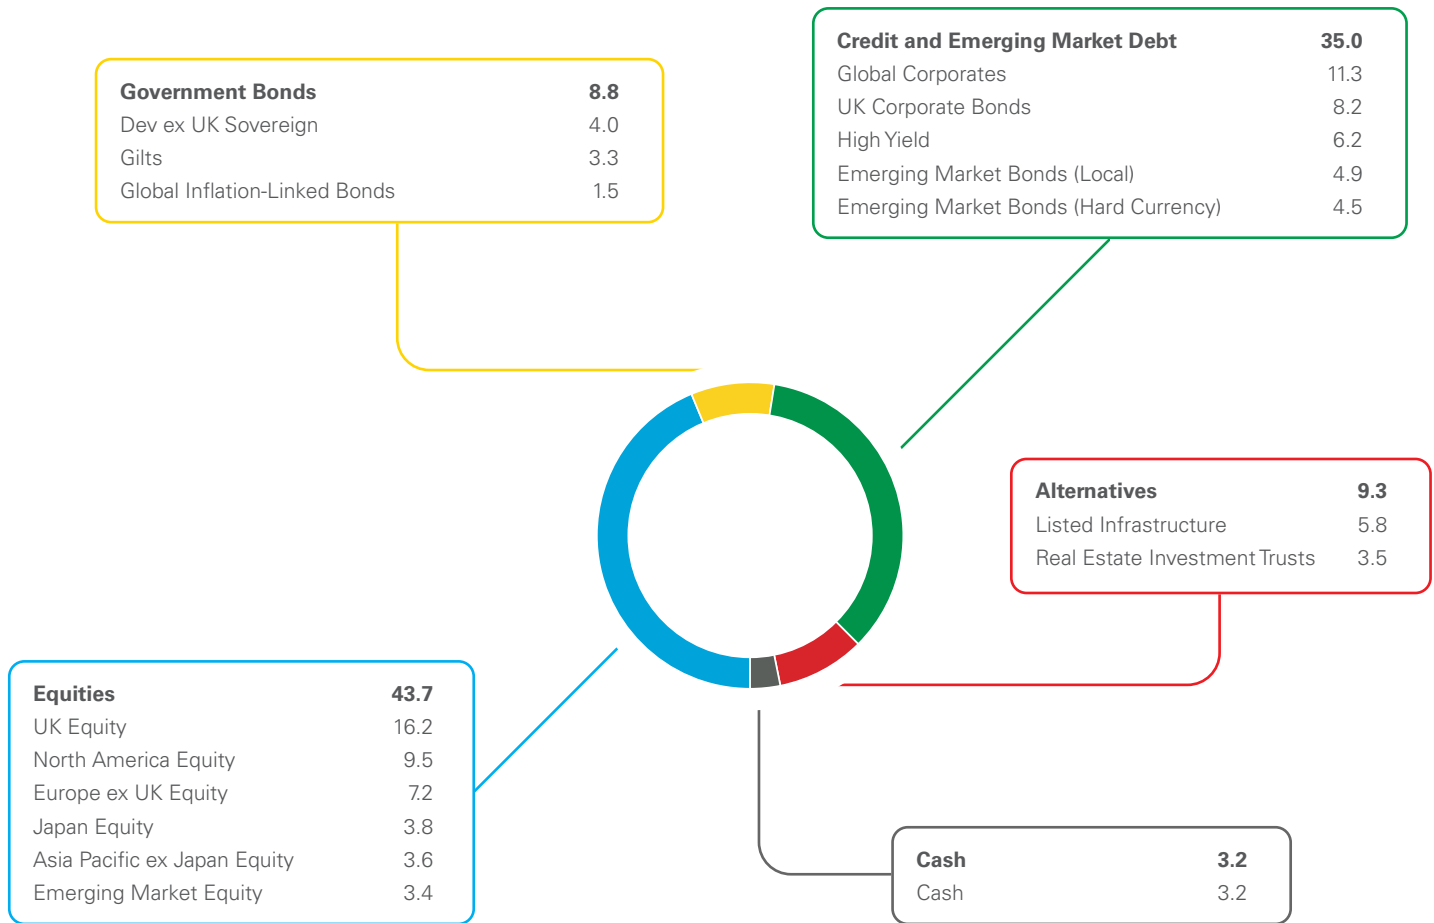 Government Bonds 8.8
Dev ex UK Sovereign 4.0
Gilts 3.3
Global Inflation-Linked Bonds 1.5
Credit and Emerging Market Debt 35.0
Global Corporates 11.3
UK Corporate Bonds 8.2
High Yield 6.2
Emerging Market Bonds (Local) 4.9
Emerging Market Bonds (Hard Currency) 4.5
Alternatives 9.3
Listed Infrastructure 5.8
Real Estate Investment Trusts 3.5
Equities 43.7
UK Equity 16.2
North America Equity 9.5
Europe ex UK Equity 7.2
Japan Equity 3.8
Asia Pacific ex Japan Equity 3.6
Emerging Market Equity 3.4
Cash 3.2
Cash 3.2